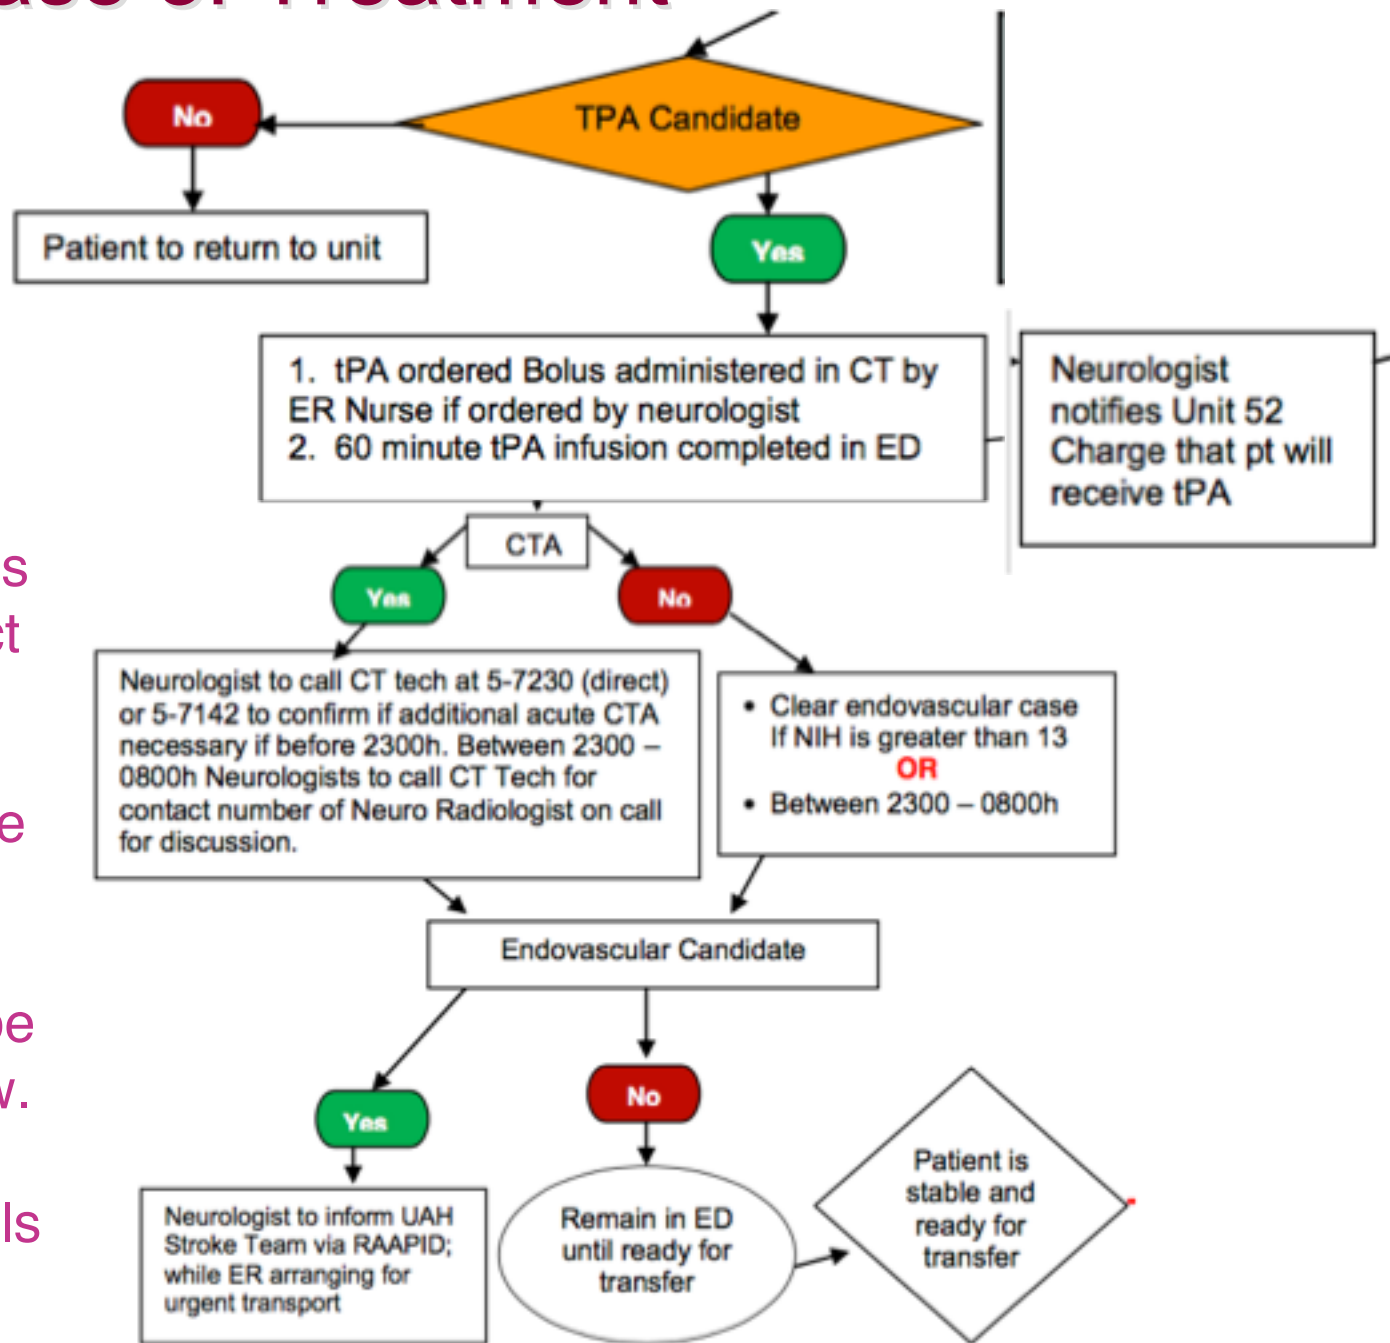 of Treatment
TPA Candidate
No
Patient to return to unit
Yes
1. tPA ordered Bolus administered in CT by
ER Nurse if ordered by neurologist
2. 60 minute tPA infusion completed in ED
Neurologist
notifies Unit 52
Charge that pt will
receive tPA
CTA
Yes
No
Neurologist to call CT tech at 5-7230 (direct)
or 5-7142 to confirm if additional acute CTA
necessary if before 2300h. Between 2300 –
0800h Neurologists to call CT Tech for
contact number of Neuro Radiologist on call
for discussion.
• Clear endovascular case
If NIH is greater than 13
OR
• Between 2300 – 0800h
Endovascular Candidate
Yes
No
Neurologist to inform UAH
Stroke Team via RAAPID;
while ER arranging for
urgent transport
Remain in ED
until ready for
transfer
Patient is
stable and
ready for
transfer